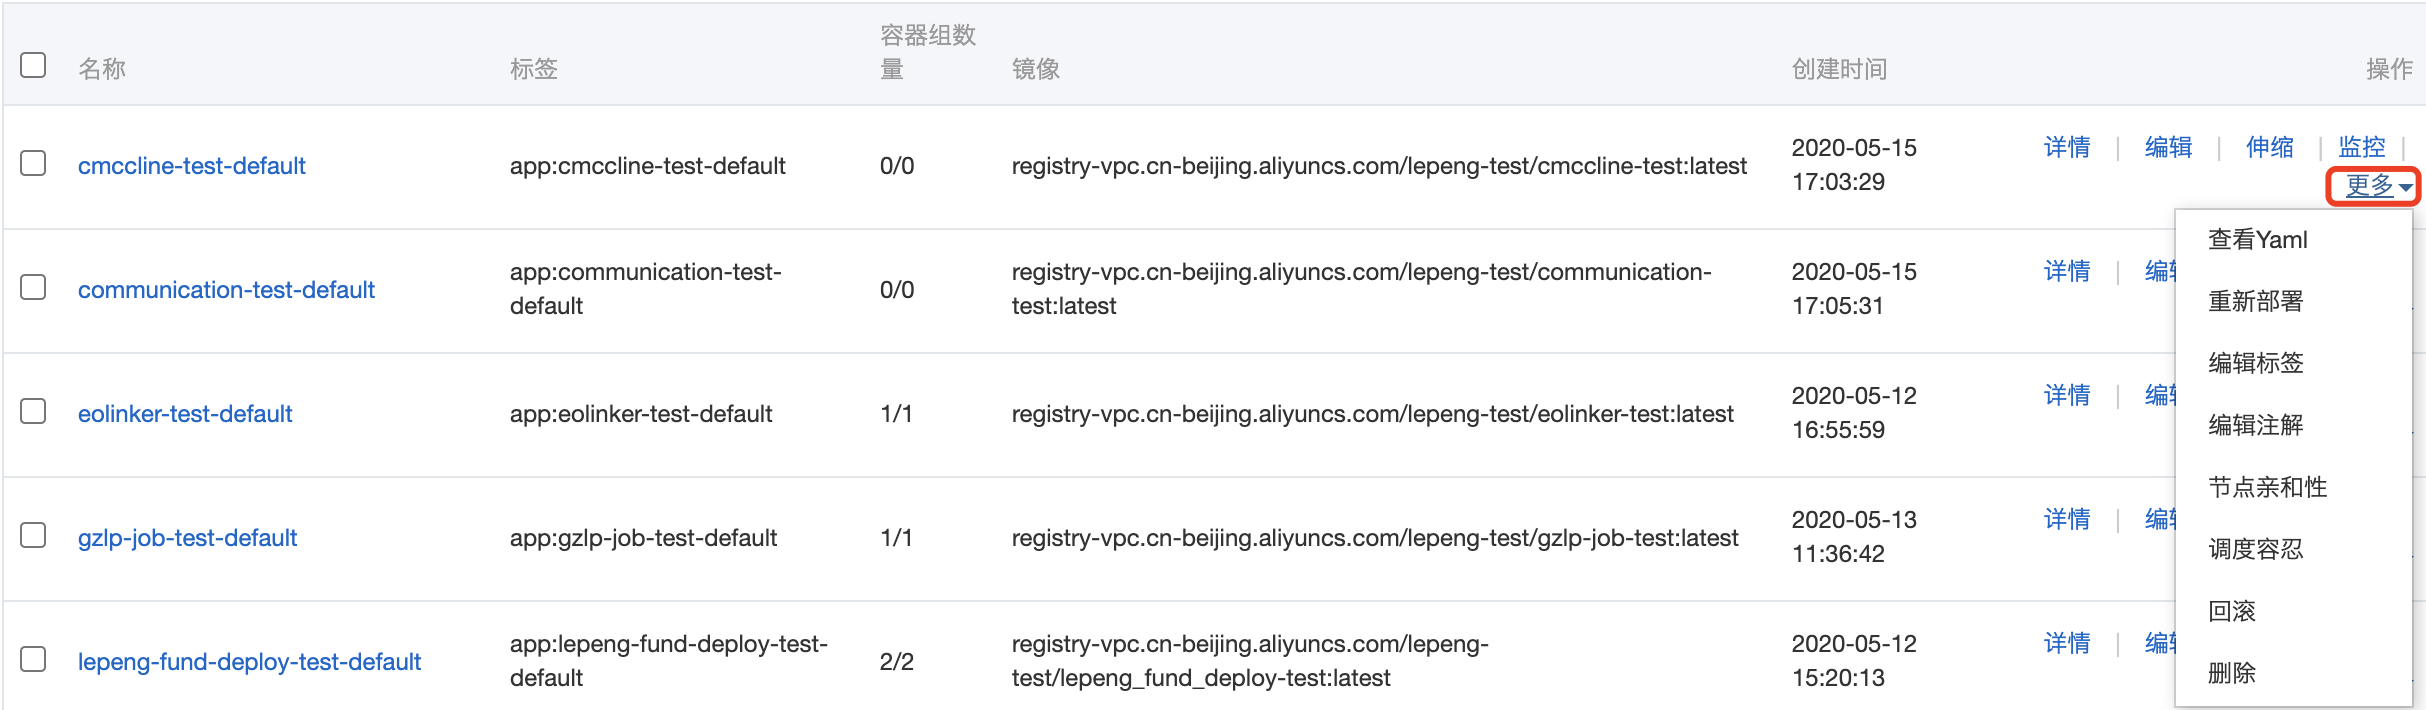 名称
标签
容器组数
量
镜像
创建时间
操作
cmccline-test-default
app:cmccline-test-default
0/0
registry-vpc.cn-beijing.aliyuncs.com/lepeng-test/cmccline-test:latest
2020-05-15
17:03:29
详情 | 编辑 | 伸缩 | 监控 |
更多
communication-test-default
app:communication-test-
default
0/0
registry-vpc.cn-beijing.aliyuncs.com/lepeng-test/communication-
test:latest
2020-05-15
17:05:31
详情 | 编
eolinker-test-default
app:eolinker-test-default
1/1
registry-vpc.cn-beijing.aliyuncs.com/lepeng-test/eolinker-test:latest
2020-05-12
16:55:59
详情 | 编
gzlp-job-test-default
app:gzlp-job-test-default
1/1
registry-vpc.cn-beijing.aliyuncs.com/lepeng-test/gzlp-job-test:latest
2020-05-13
11:36:42
详情 | 编
lepeng-fund-deploy-test-default
app:lepeng-fund-deploy-test-
default
2/2
registry-vpc.cn-beijing.aliyuncs.com/lepeng-
test/lepeng_fund_deploy-test:latest
2020-05-12
15:20:13
详情 | 编
查看Yaml
重新部署
编辑标签
编辑注解
节点亲和性
调度容忍
回滚
删除